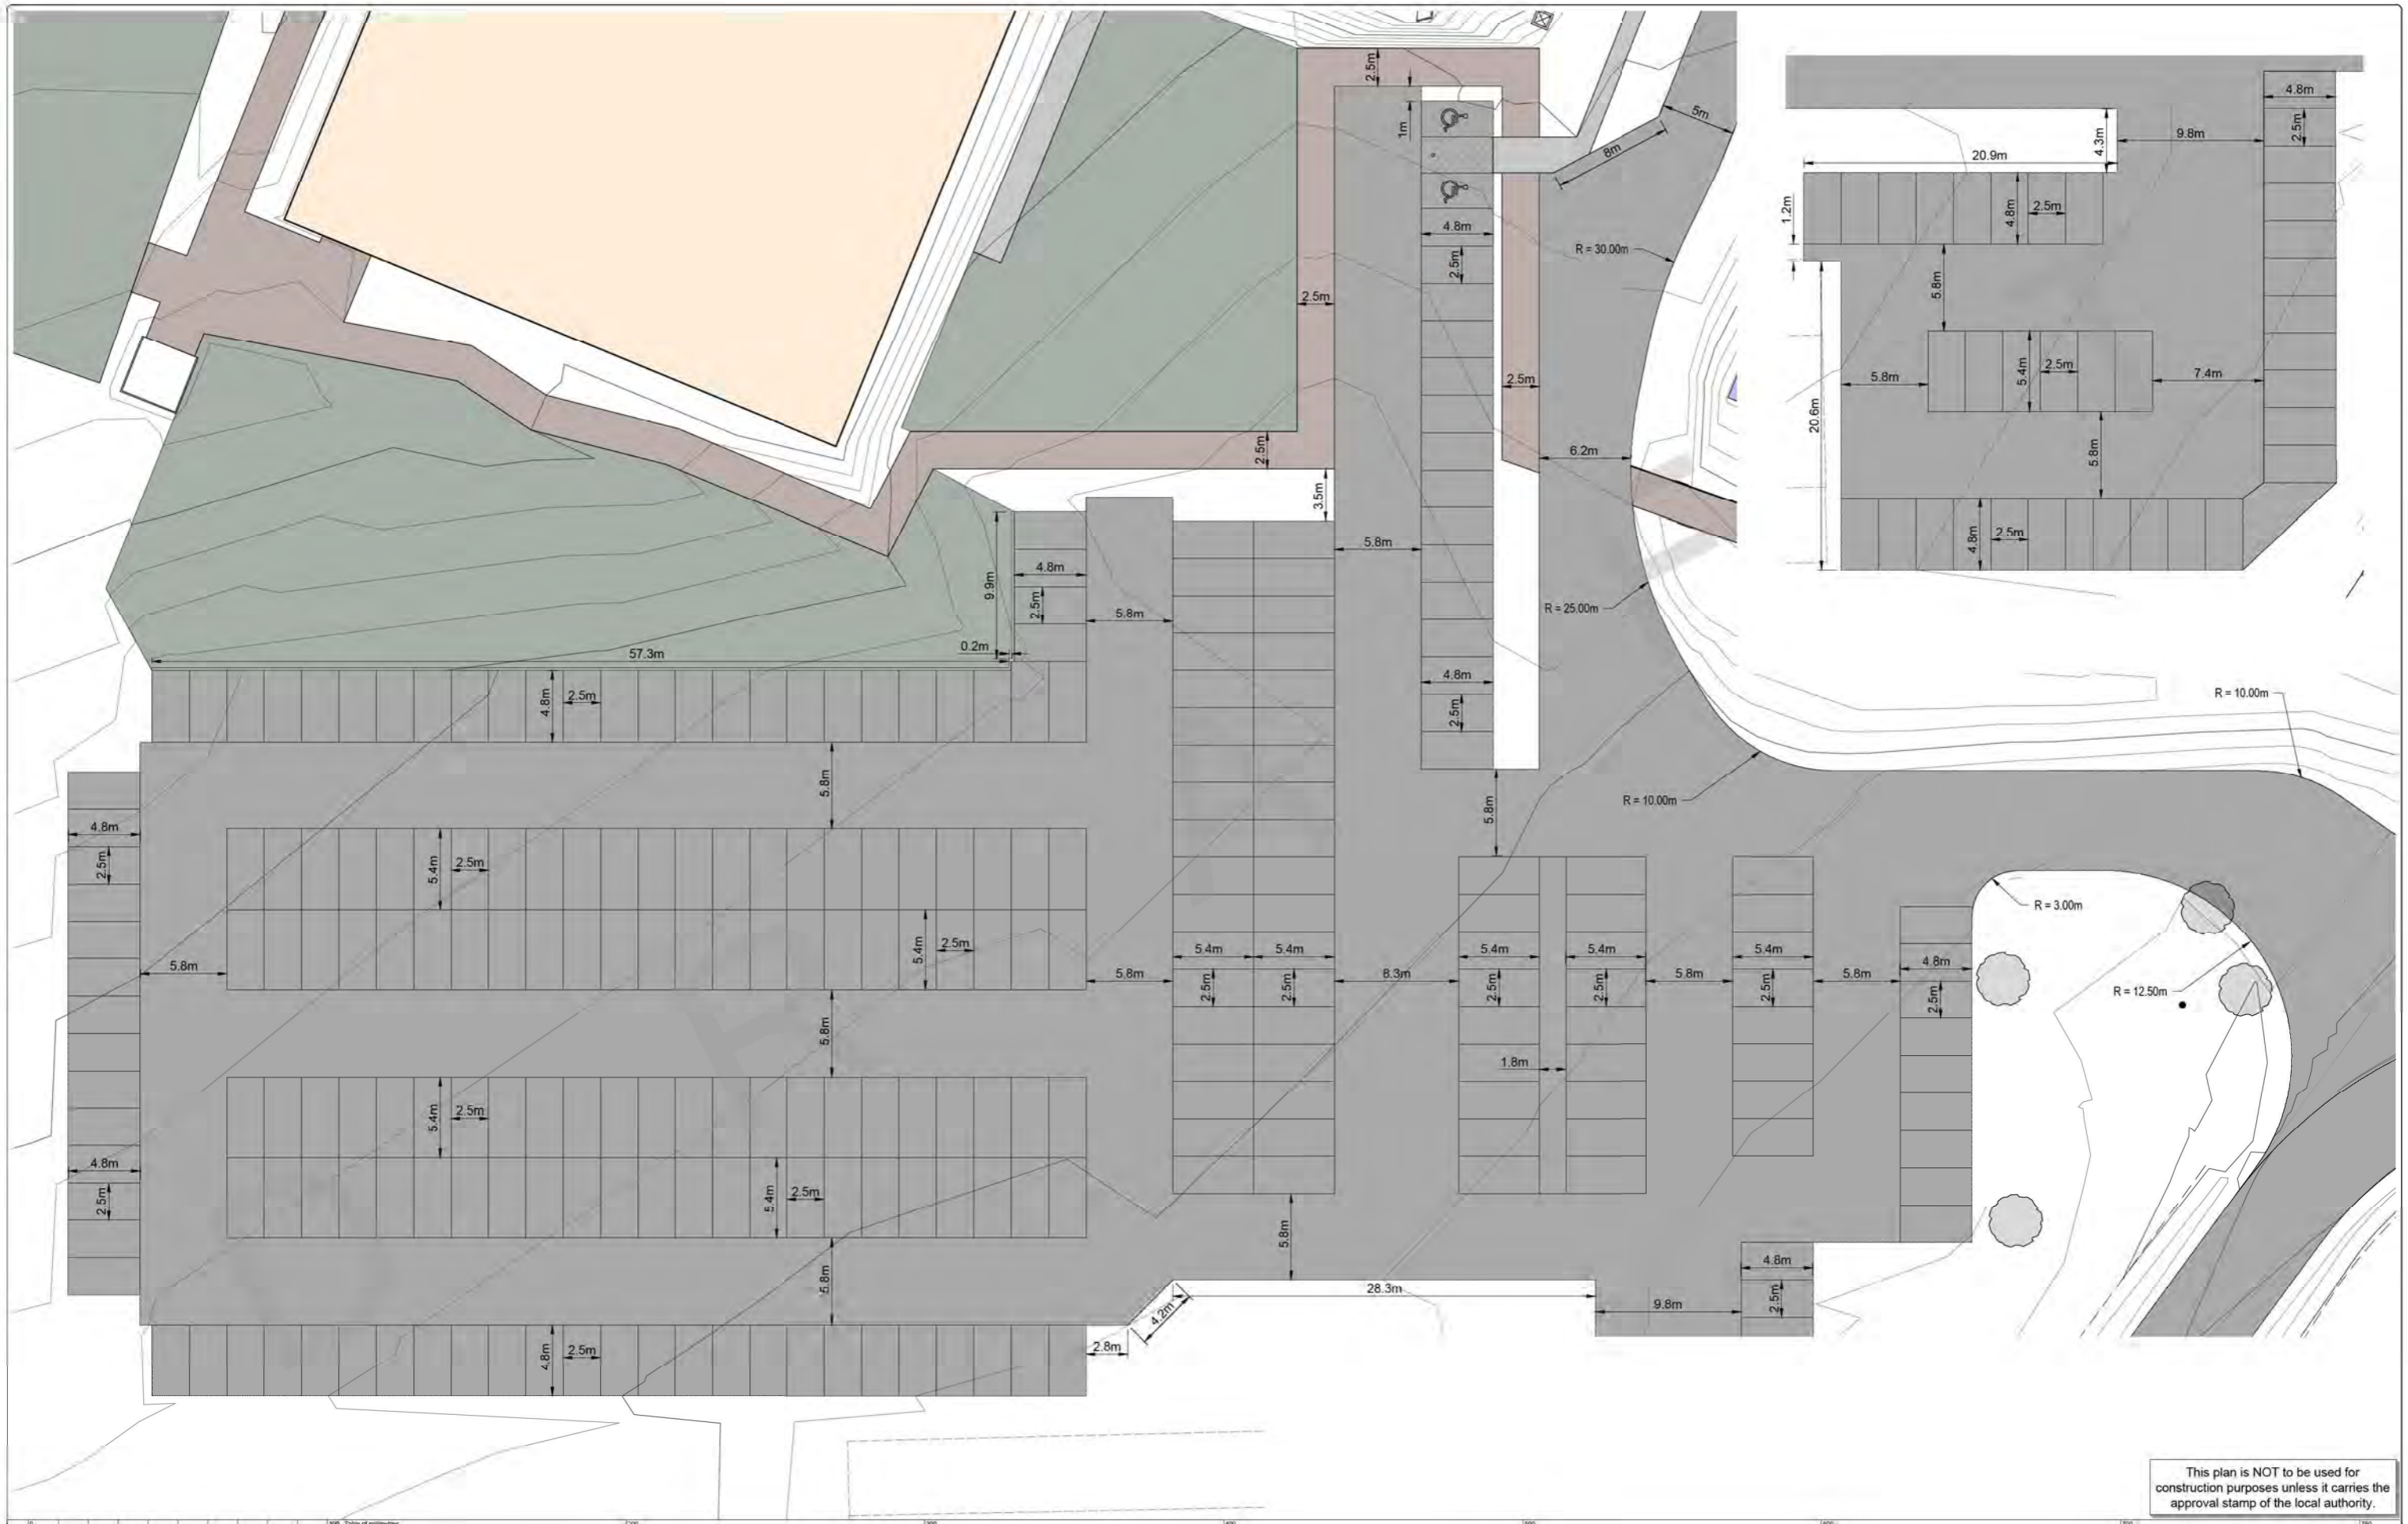 2.5m
1m
5m
8m
4.8m
2.5m
R = 30.00m
2.5m
2.5m
2.5m
6.2m
3.5m
5.8m
4.8m
9.8m
2.5m
4.3m
20.9m
1.2m
4.8m
2.5m
5.8m
5.8m
5.4m
2.5m
7.4m
20.6m
5.8m
4.8m
2.5m
9.9m
4.8m
2.5m
5.8m
R = 25.00m
0.2m
57.3m
4.8m
2.5m
4.8m
2.5m
R = 10.00m
5.8m
5.8m
R = 10.00m
4.8m
2.5m
5.4m
2.5m
R = 3.00m
5.4m
2.5m
5.8m
5.8m
5.4m
5.4m
2.5m
2.5m
8.3m
5.4m
5.4m
2.5m
2.5m
5.8m
5.4m
2.5m
5.8m
4.8m
2.5m
R = 12.50m
5.8m
1.8m
5.4m
2.5m
4.8m
2.5m
5.4m
2.5m
5.8m
5.8m
4.8m
2.5m
28.3m
9.8m
4.2m
2.8m
4.8m
2.5m
This plan is NOT to be used for
construction purposes unless it carries the
approval stamp of the local authority.